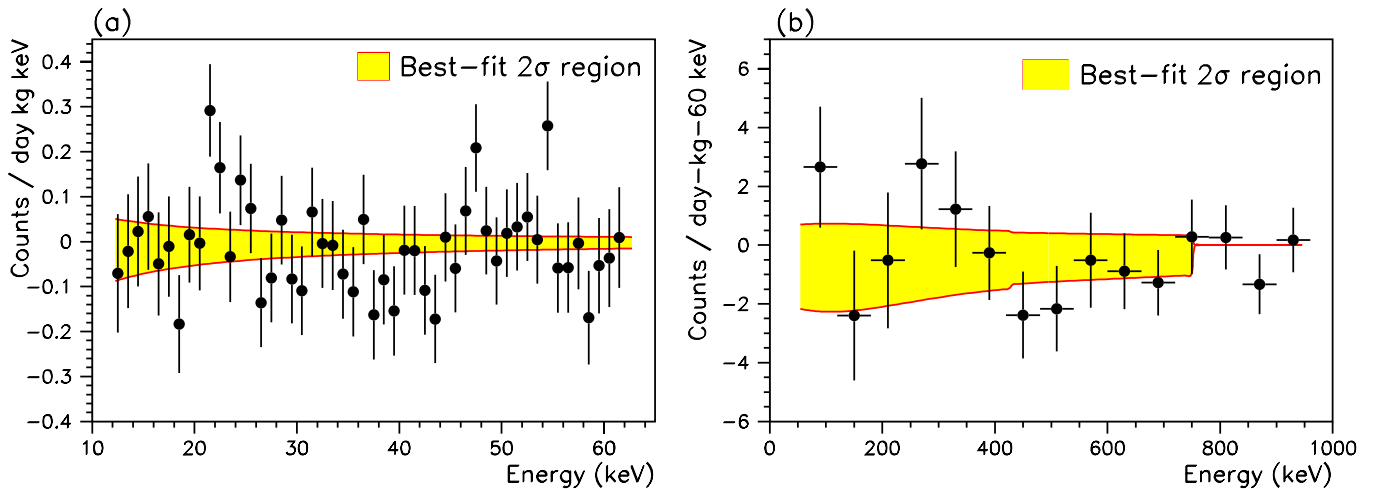 (a)
Counts / day kg keV
0.4
0.3
0.2
0.1
0
−0.1
−0.2
−0.3
−0.4
Best−fit 2σ region
10 20 30 40 50 60
Energy (keV)
(b)
Counts / day−kg−60 keV
6
4
2
0
−2
−4
−6
Best−fit 2σ region
0 200 400 600 800 1000
Energy (keV)